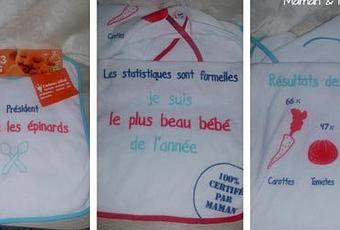 Maman &
3
Président
les épinards
Carottes
Les statistiques sont formelles
je suis
le plus beau bébé
de l'année
100%
CERTIFIÉ
PAR
MAMAN
Résultats des
66 %
47%
Carottes
Tomates